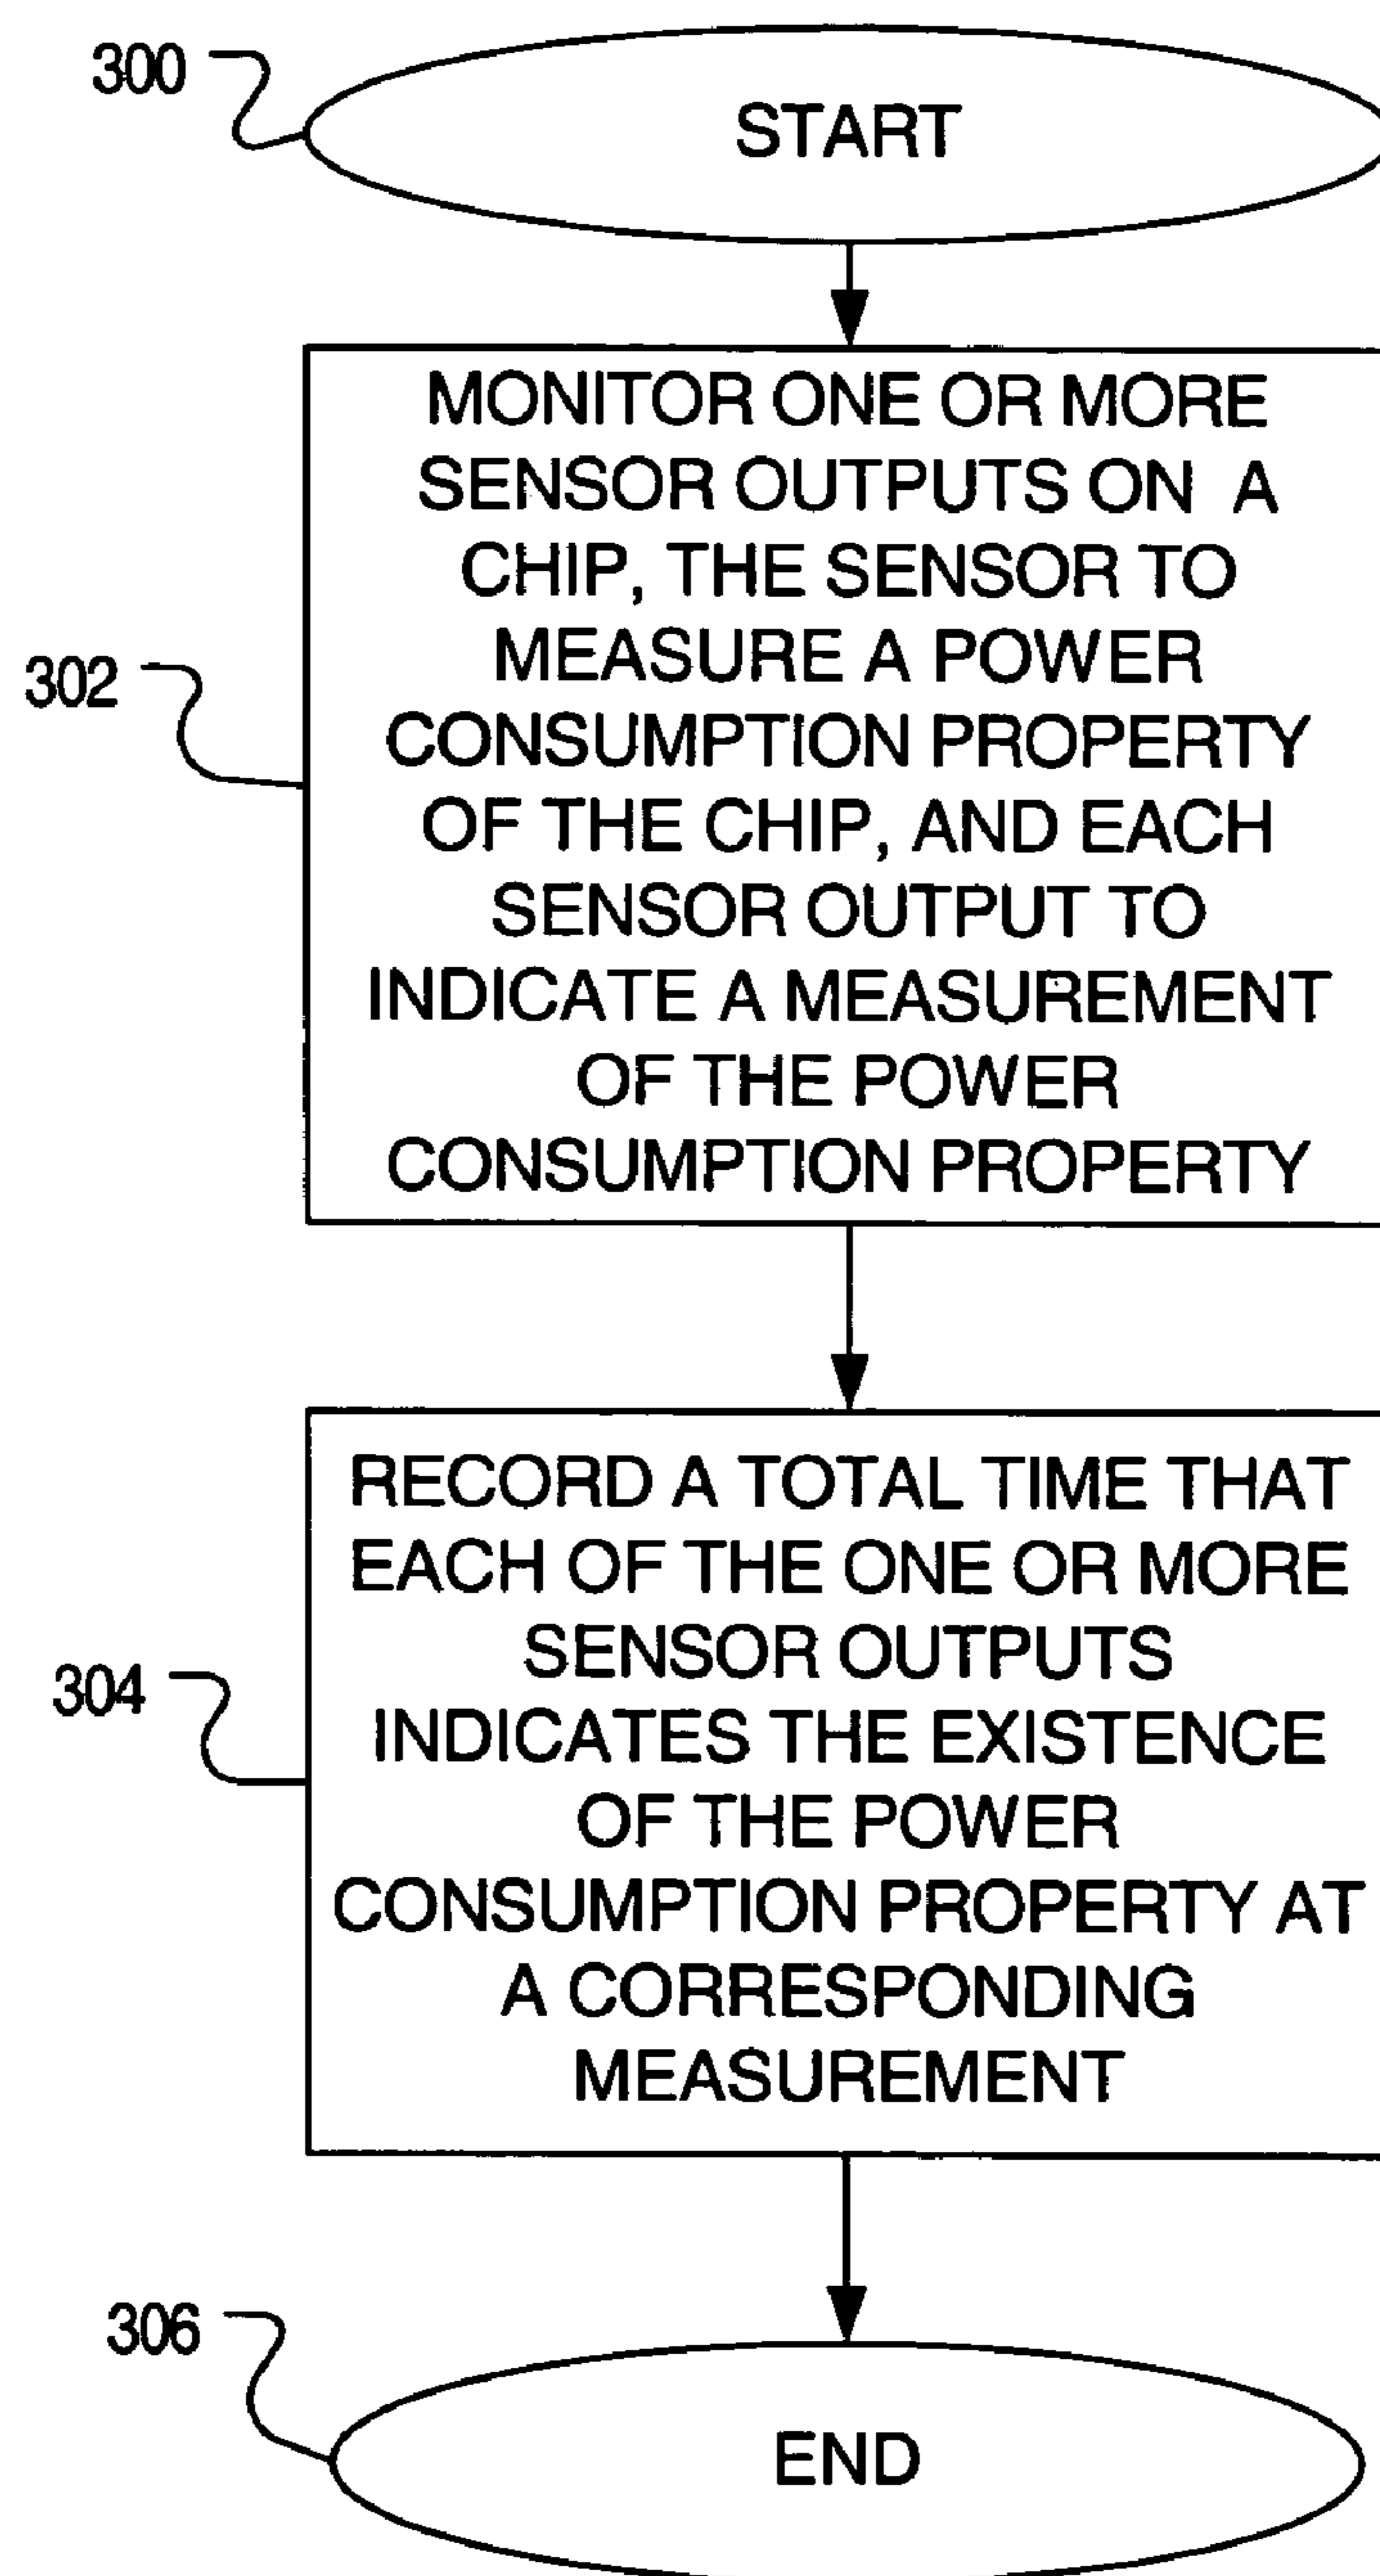 300
START
MONITOR ONE OR MORE
SENSOR OUTPUTS ON A
CHIP, THE SENSOR TO
MEASURE A POWER
CONSUMPTION PROPERTY
OF THE CHIP, AND EACH
SENSOR OUTPUT TO
INDICATE A MEASUREMENT
OF THE POWER
CONSUMPTION PROPERTY
302
RECORD A TOTAL TIME THAT
EACH OF THE ONE OR MORE
SENSOR OUTPUTS
INDICATES THE EXISTENCE
OF THE POWER
CONSUMPTION PROPERTY AT
A CORRESPONDING
MEASUREMENT
304
306
END